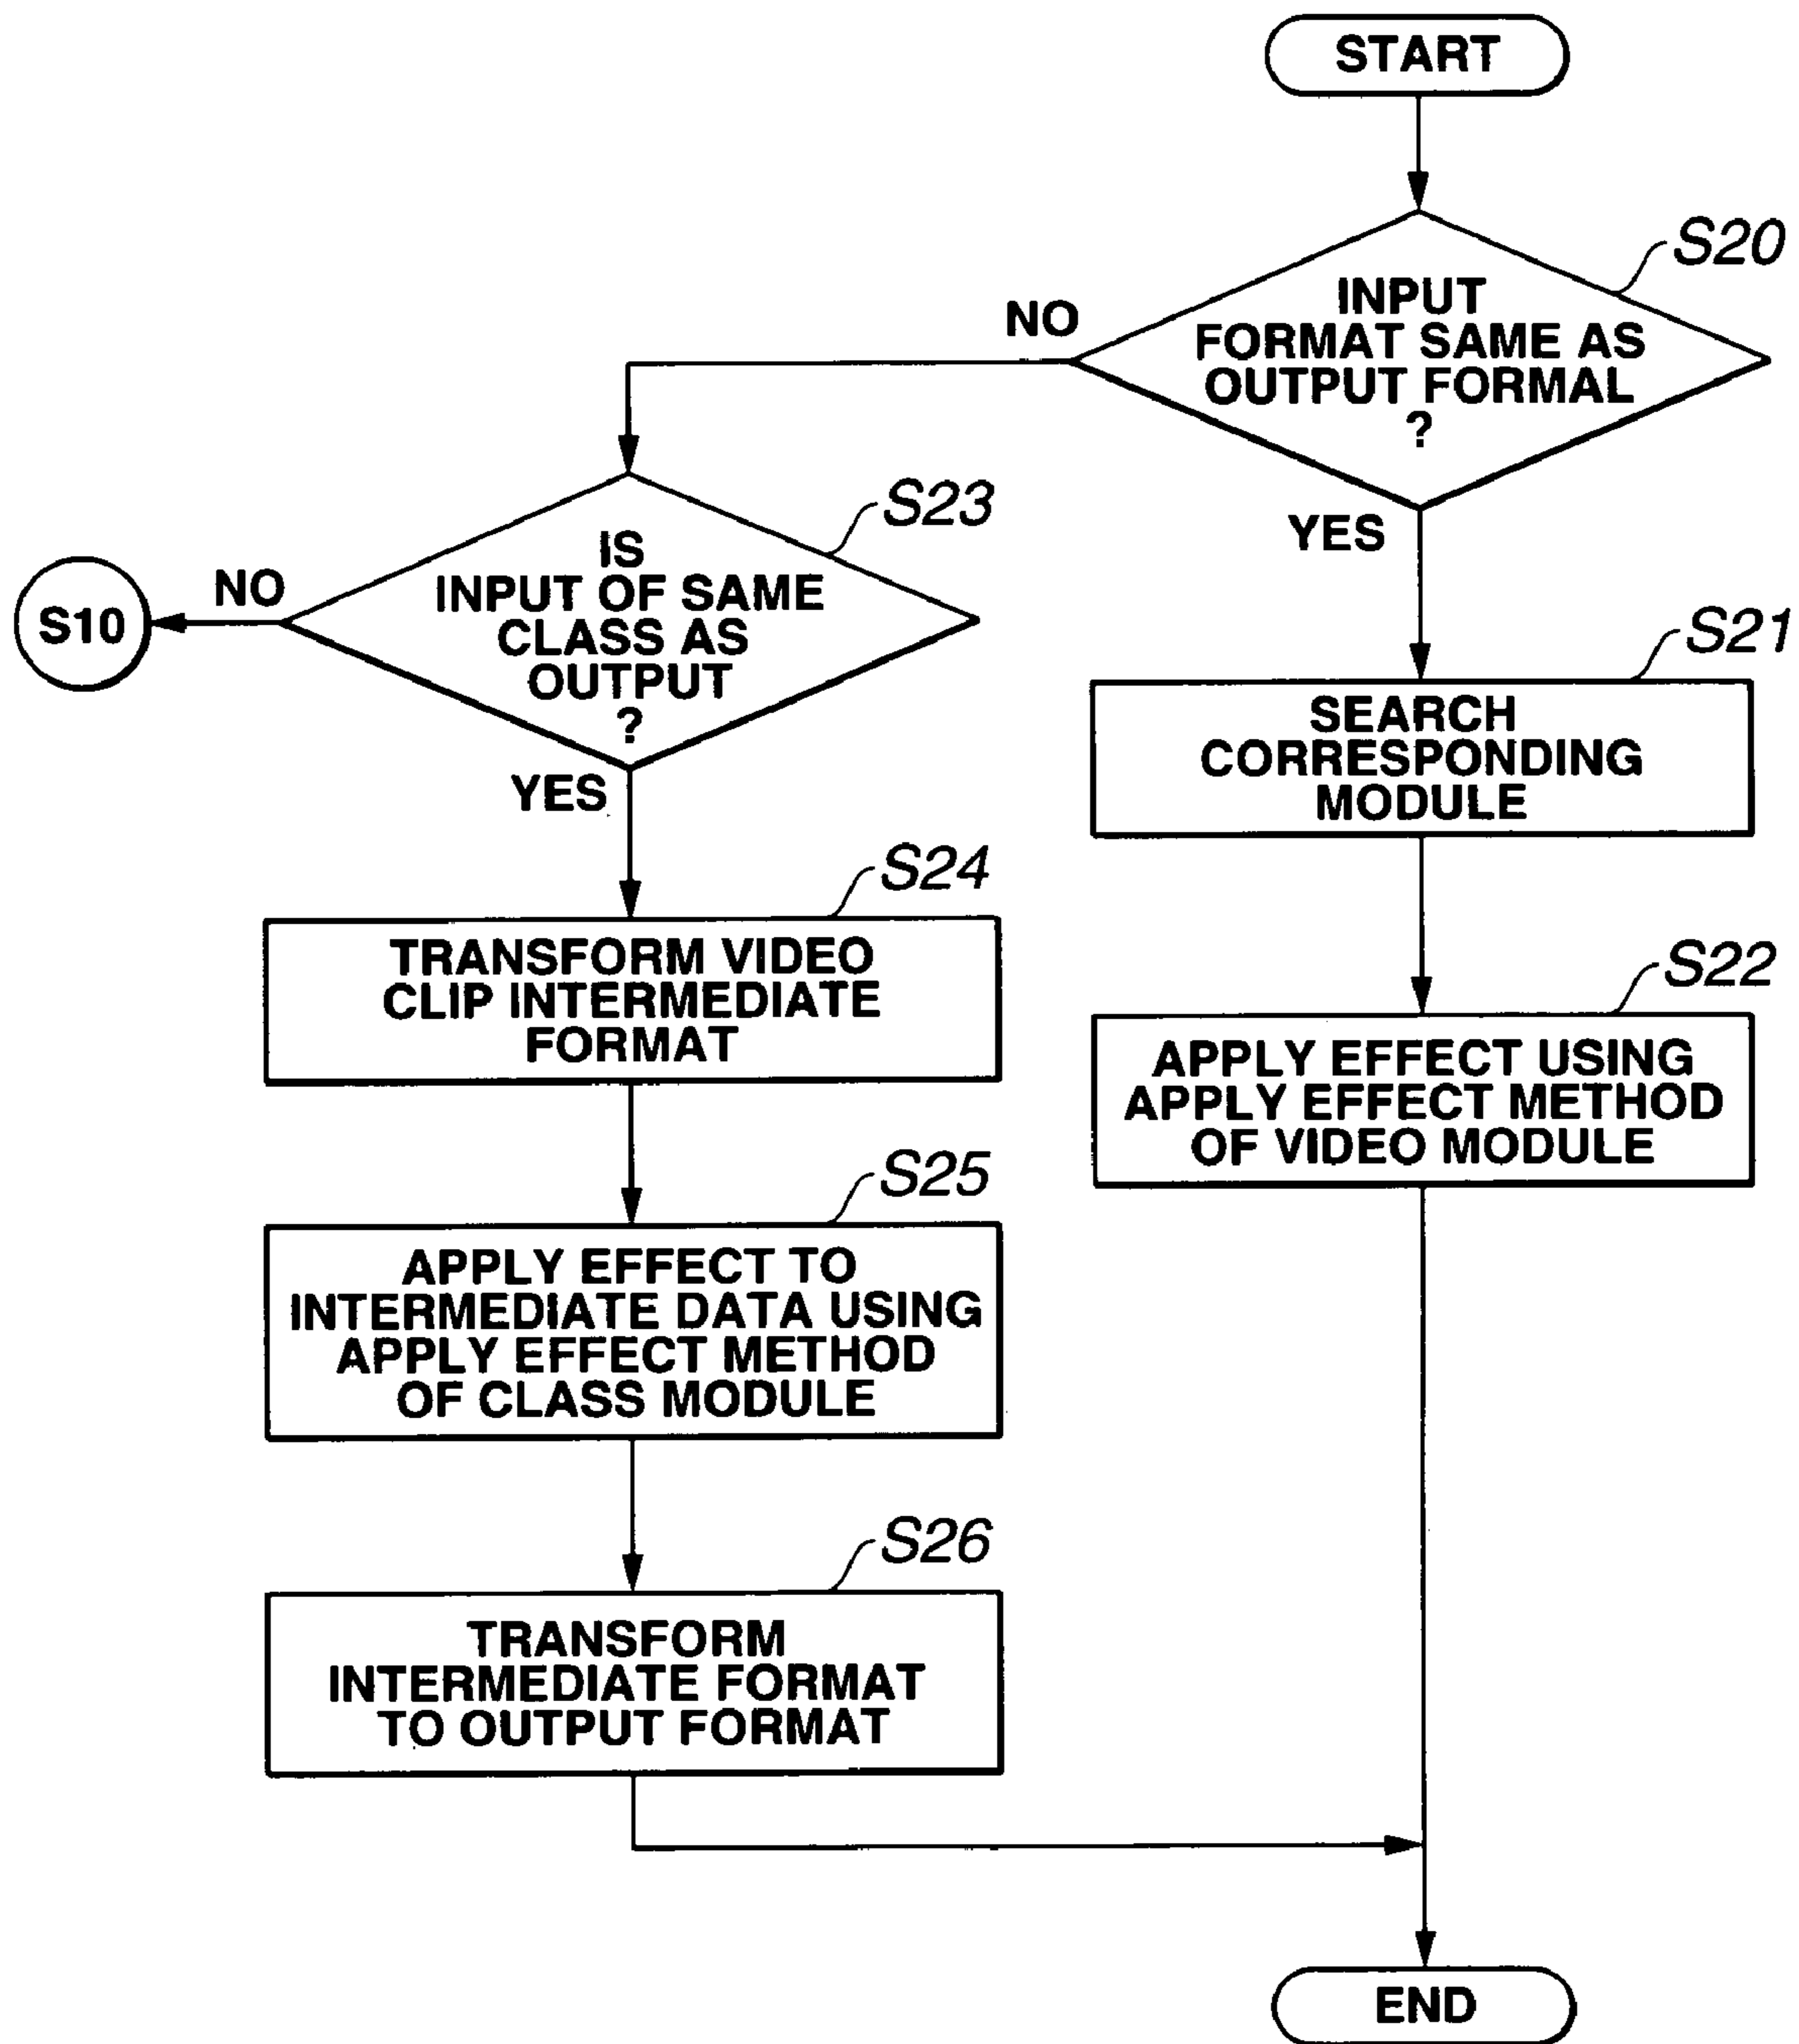 START
S20
INPUT
FORMAT SAME AS
OUTPUT FORMAL
?
NO
YES
S23
IS
INPUT OF SAME
CLASS AS
OUTPUT
?
NO
S10
YES
S21
SEARCH
CORRESPONDING
MODULE
S24
TRANSFORM VIDEO
CLIP INTERMEDIATE
FORMAT
S22
APPLY EFFECT USING
APPLY EFFECT METHOD
OF VIDEO MODULE
S25
APPLY EFFECT TO
INTERMEDIATE DATA USING
APPLY EFFECT METHOD
OF CLASS MODULE
S26
TRANSFORM
INTERMEDIATE FORMAT
TO OUTPUT FORMAT
END